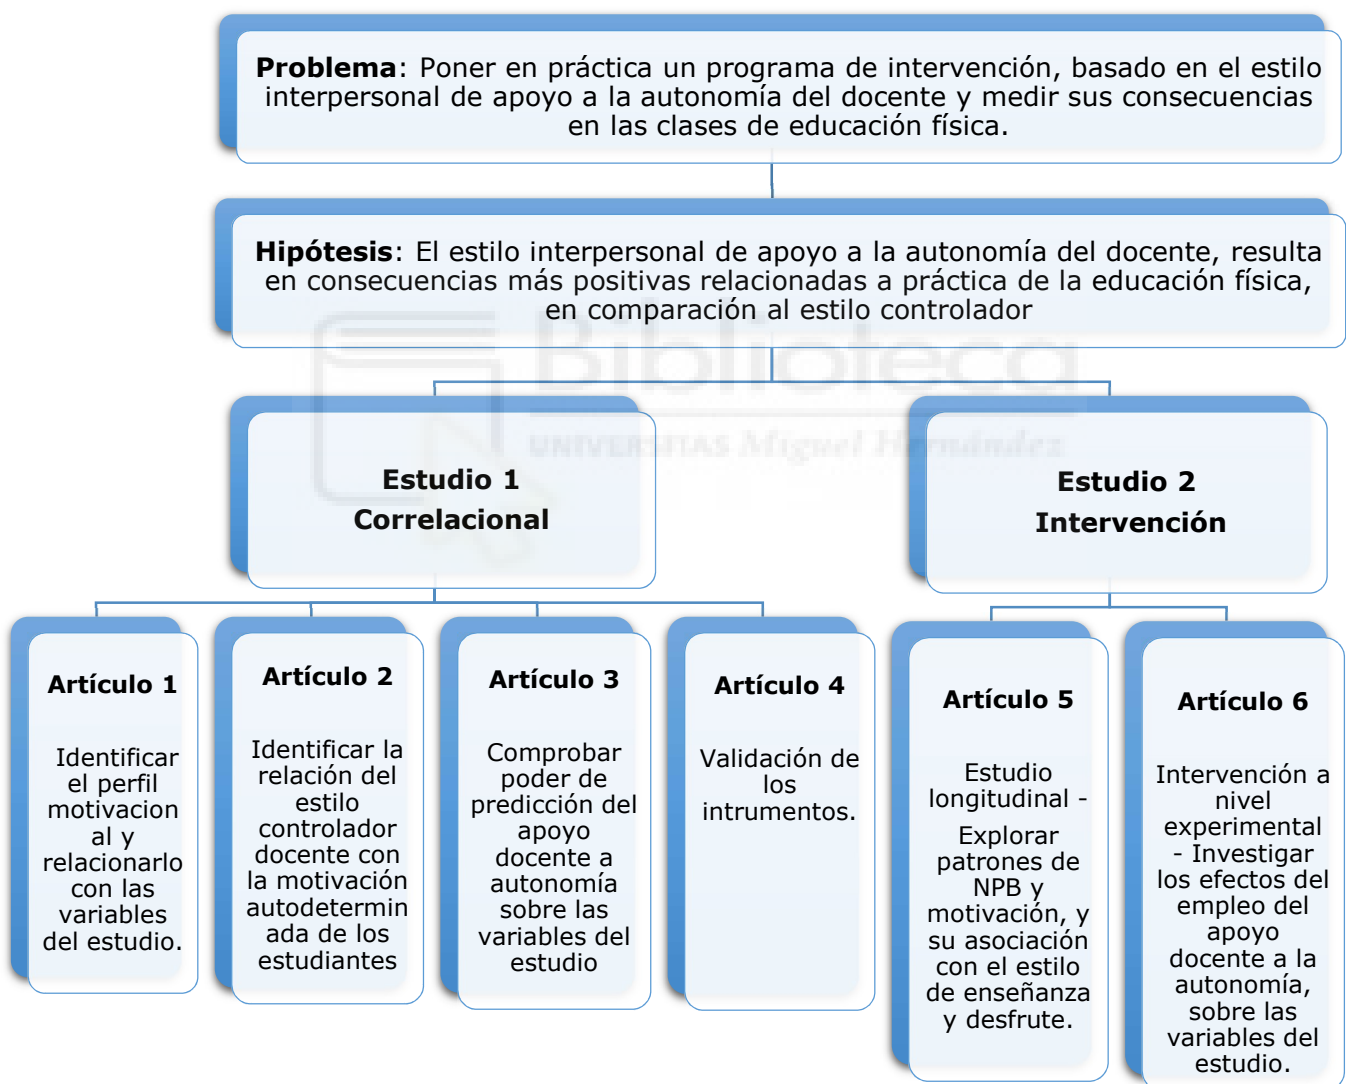 Problema: Poner en práctica un programa de intervención, basado en el estilo
interpersonal de apoyo a la autonomía del docente y medir sus consecuencias
en las clases de educación física.
Hipótesis: El estilo interpersonal de apoyo a la autonomía del docente, resulta
en consecuencias más positivas relacionadas a práctica de la educación física,
en comparación al estilo controlador
Biblioteca
UNIVERSITAS Miguel Hernández
Estudio 1
Correlacional
Estudio 2
Intervención
Artículo 1
Identificar
el perfil
motivacion
al y
relacionarlo
con las
variables
del estudio.
Artículo 2
Identificar la
relación del
estilo
controlador
docente con
la motivación
autodetermin
ada de los
estudiantes
Artículo 3
Comprobar
poder de
predicción del
apoyo
docente a
autonomía
sobre las
variables del
estudio
Artículo 4
Validación de
los
intrumentos.
Artículo 5
Estudio
longitudinal -
Explorar
patrones de
NPB y
motivación, y
su asociación
con el estilo
de enseñanza
y desfrute.
Artículo 6
Intervención a
nivel
experimental
- Investigar
los efectos del
empleo del
apoyo
docente a la
autonomía,
sobre las
variables del
estudio.